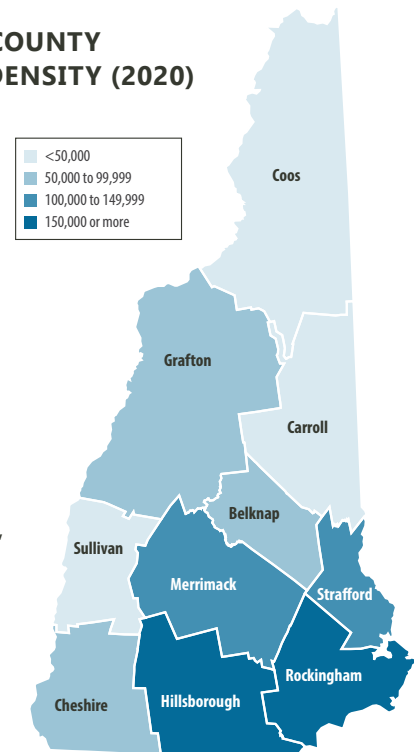 COUNTY
DENSITY (2020)
<50,000
50,000 to 99,999
100,000 to 149,999
150,000 or more
Coos
Grafton
Carroll
Belknap
Sullivan
Merrimack
Strafford
Rockingham
Hillsborough
Cheshire